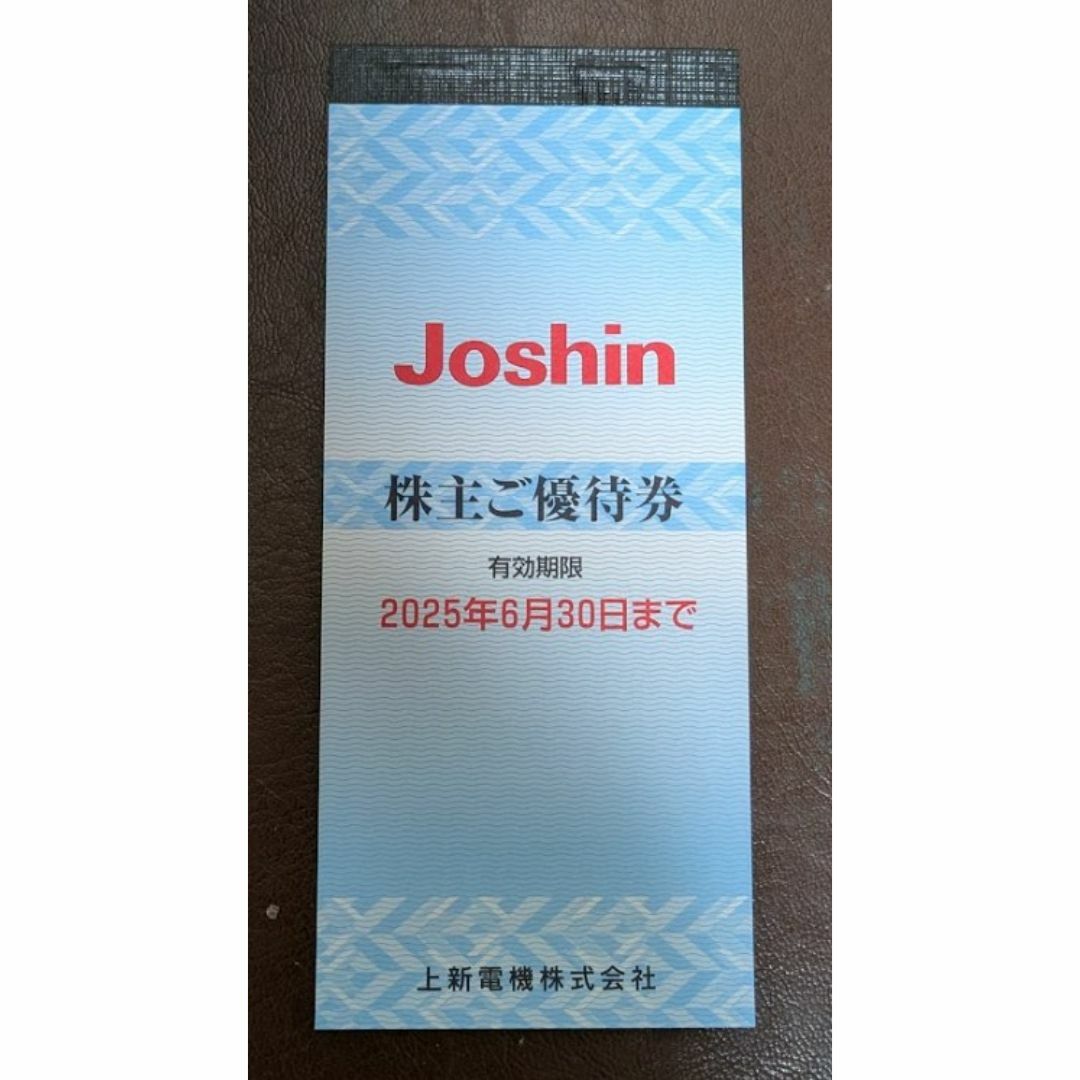 Joshin
株主ご優待券
有効期限
2025年6月30日まで
上新電機株式会社